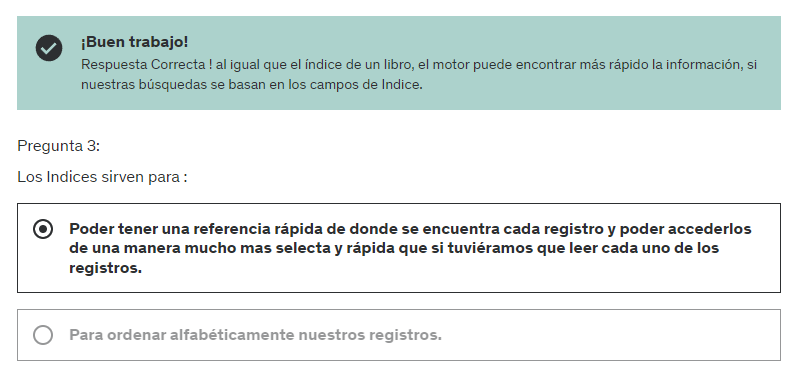 ¡Buen trabajo!
Respuesta Correcta ! al igual que el índice de un libro, el motor puede encontrar más rápido la información, si
nuestras búsquedas se basan en los campos de Indice.
Pregunta 3:
Los Indices sirven para :
Poder tener una referencia rápida de donde se encuentra cada registro y poder accederlos
de una manera mucho mas selecta y rápida que si tuviéramos que leer cada uno de los
registros.
Para ordenar alfabéticamente nuestros registros.